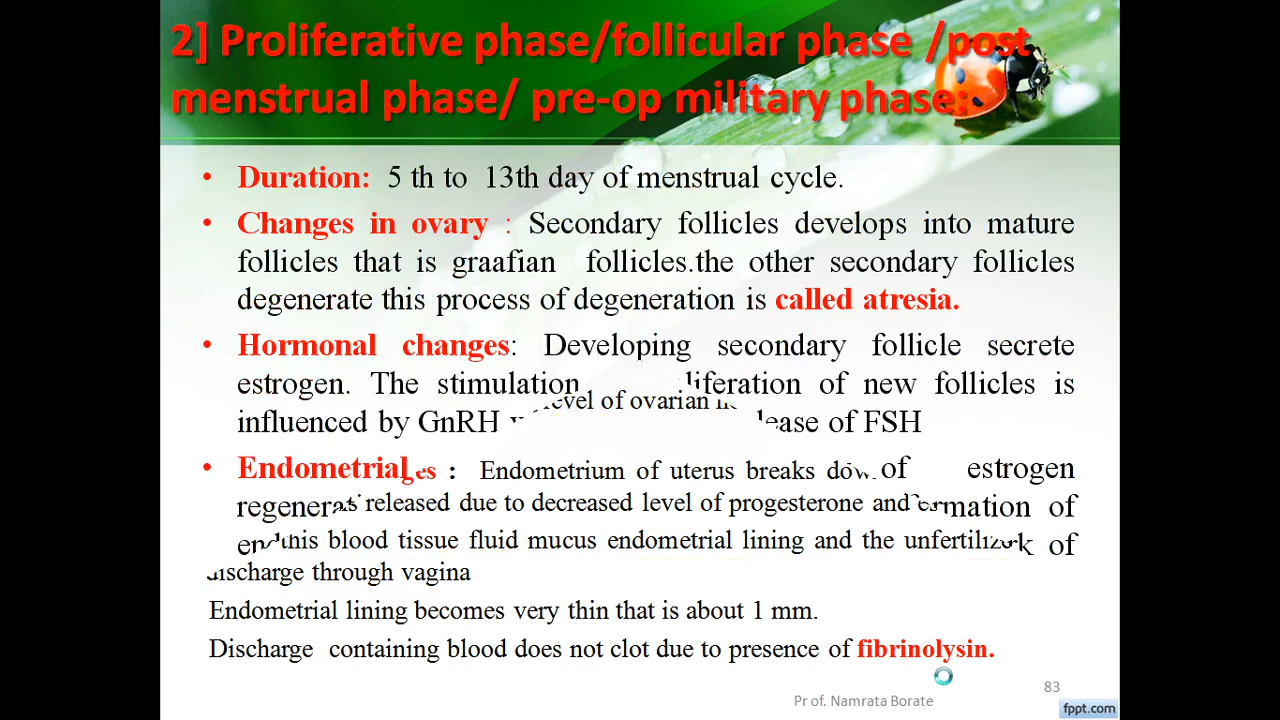 2] Proliferative phase/follicular phase /post
menstrual phase/ pre-op military phase:
• Duration: 5 th to 13th day of menstrual cycle.
• Changes in ovary : Secondary follicles develops into mature
follicles that is graafian follicles.the other secondary follicles
degenerate this process of degeneration is called atresia.
• Hormonal changes: Developing secondary follicle secrete
estrogen. The stimulation of new follicles is
level of ovarian
influenced by GnRH of FSH
• Endometrial : Endometrium of uterus breaks of estrogen
released due to decreased level of progesterone and of
this blood tissue fluid mucus endometrial lining and the of
discharge through vagina
Endometrial lining becomes very thin that is about 1 mm.
Discharge containing blood does not clot due to presence of fibrinolysin.
Pr of. Namrata Borate
83
fppt.com